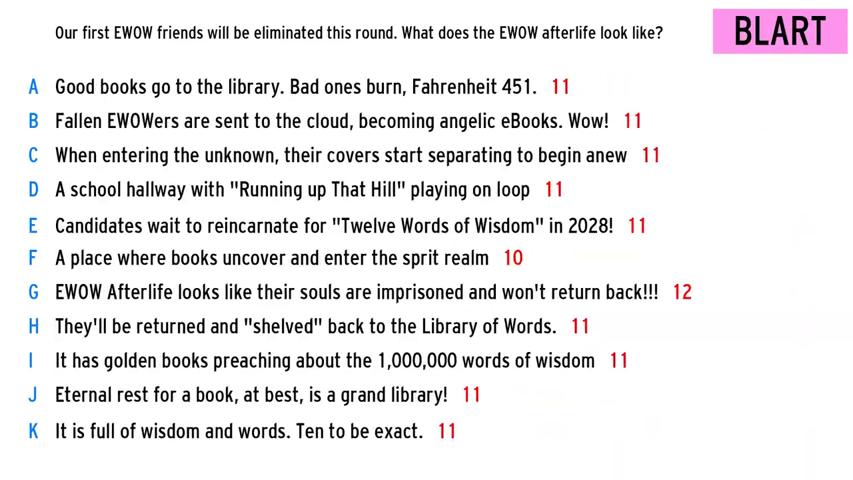 Our first EWOW friends will be eliminated this round. What does the EWOW afterlife look like?
BLART
A Good books go to the library. Bad ones burn, Fahrenheit 451. 11
B Fallen EWOWers are sent to the cloud, becoming angelic eBooks. Wow! 11
C When entering the unknown, their covers start separating to begin anew 11
D A school hallway with "Running up That Hill" playing on loop 11
E Candidates wait to reincarnate for "Twelve Words of Wisdom" in 2028! 11
F A place where books uncover and enter the sprit realm 10
G EWOW Afterlife looks like their souls are imprisoned and won't return back!!! 12
H They'll be returned and "shelved" back to the Library of Words. 11
I It has golden books preaching about the 1,000,000 words of wisdom 11
J Eternal rest for a book, at best, is a grand library! 11
K It is full of wisdom and words. Ten to be exact. 11